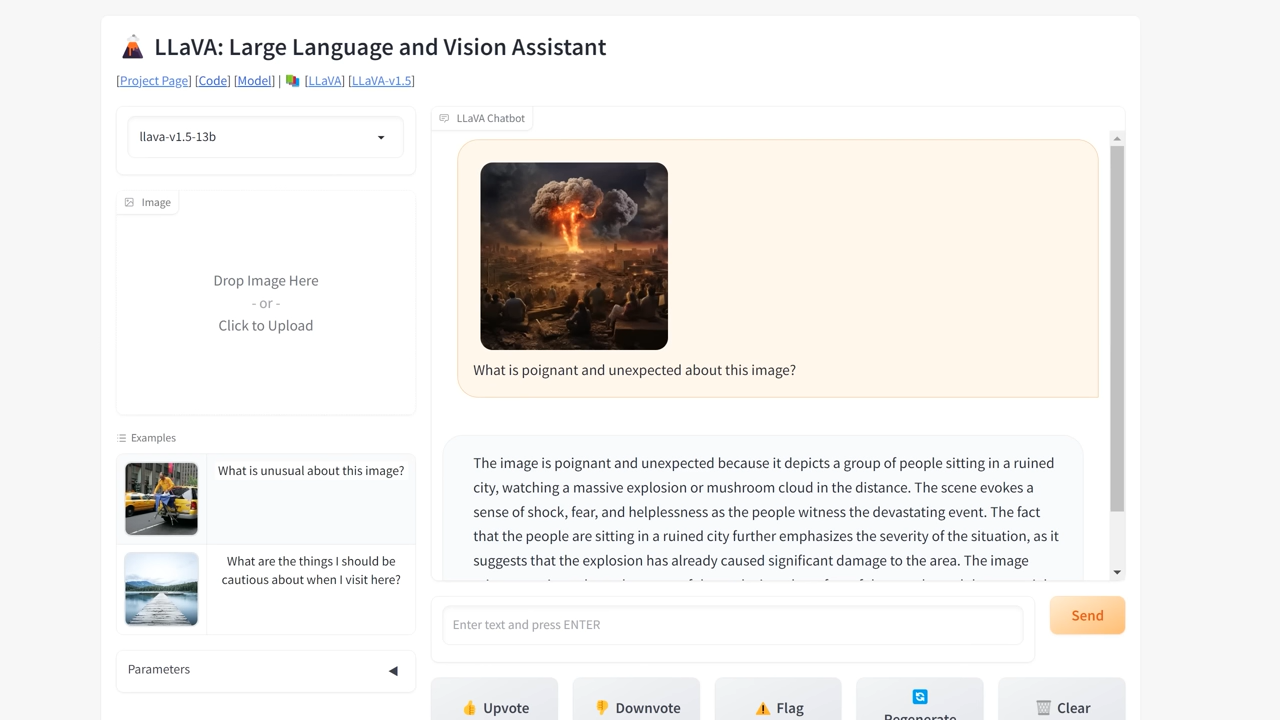 LLaVA: Large Language and Vision Assistant
[Project Page] [Code] [Model] | [LLaVA] [LLaVA-v1.5]
llava-v1.5-13b
Image
Drop Image Here
- or -
Click to Upload
Examples
What is unusual about this image?
What are the things I should be
cautious about when I visit here?
Parameters
LLaVA Chatbot
What is poignant and unexpected about this image?
The image is poignant and unexpected because it depicts a group of people sitting in a ruined
city, watching a massive explosion or mushroom cloud in the distance. The scene evokes a
sense of shock, fear, and helplessness as the people witness the devastating event. The fact
that the people are sitting in a ruined city further emphasizes the severity of the situation, as it
suggests that the explosion has already caused significant damage to the area. The image
Enter text and press ENTER
Send
Upvote
Downvote
Flag
Regenerate
Clear